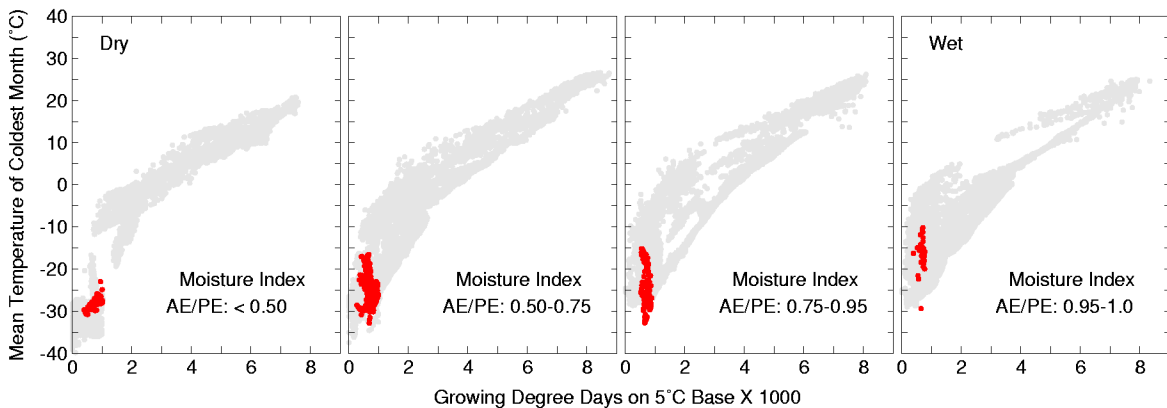 Mean Temperature of Coldest Month (°C)
40
30
20
10
0
-10
-20
-30
-40
Dry
Wet
Moisture Index
AE/PE: < 0.50
Moisture Index
AE/PE: 0.50-0.75
Moisture Index
AE/PE: 0.75-0.95
Moisture Index
AE/PE: 0.95-1.0
0 2 4 6 8
0 2 4 6 8
0 2 4 6 8
0 2 4 6 8
Growing Degree Days on 5°C Base X 1000